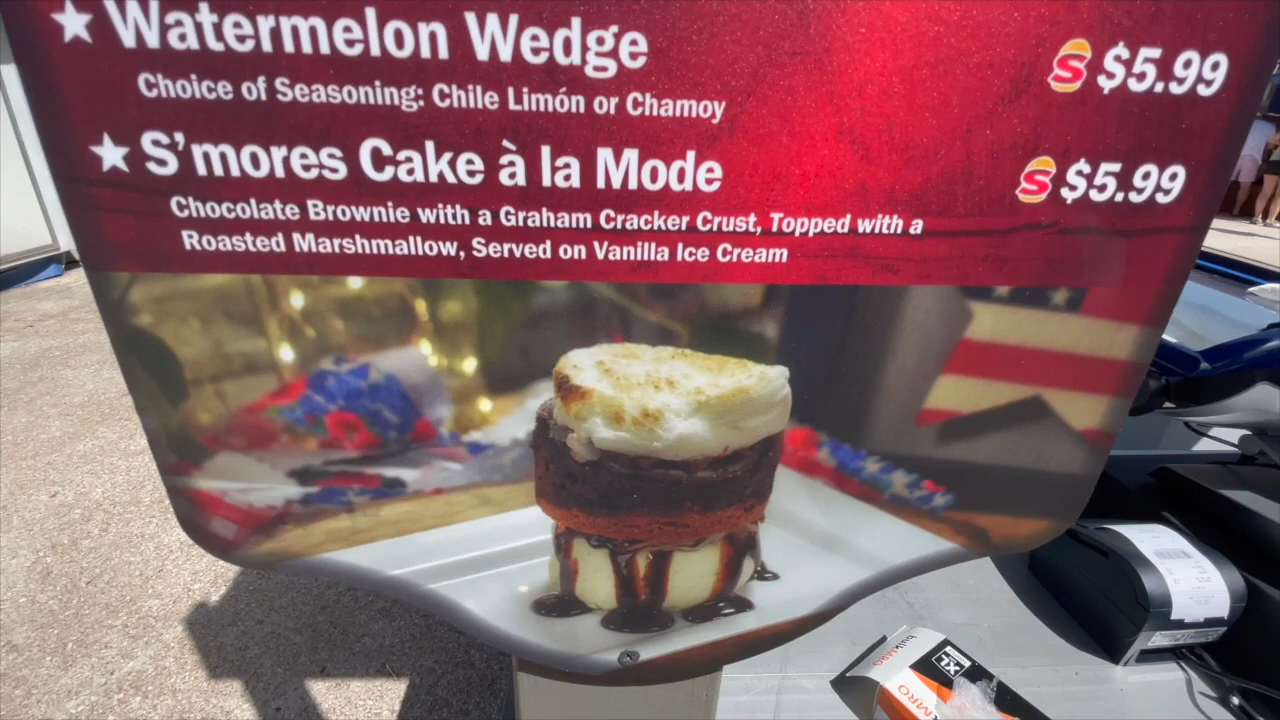 Watermelon Wedge
S $5.99
Choice of Seasoning: Chile Limón or Chamoy
S'mores Cake à la Mode
S $5.99
Chocolate Brownie with a Graham Cracker Crust, Topped with a
Roasted Marshmallow, Served on Vanilla Ice Cream
XL
MRO